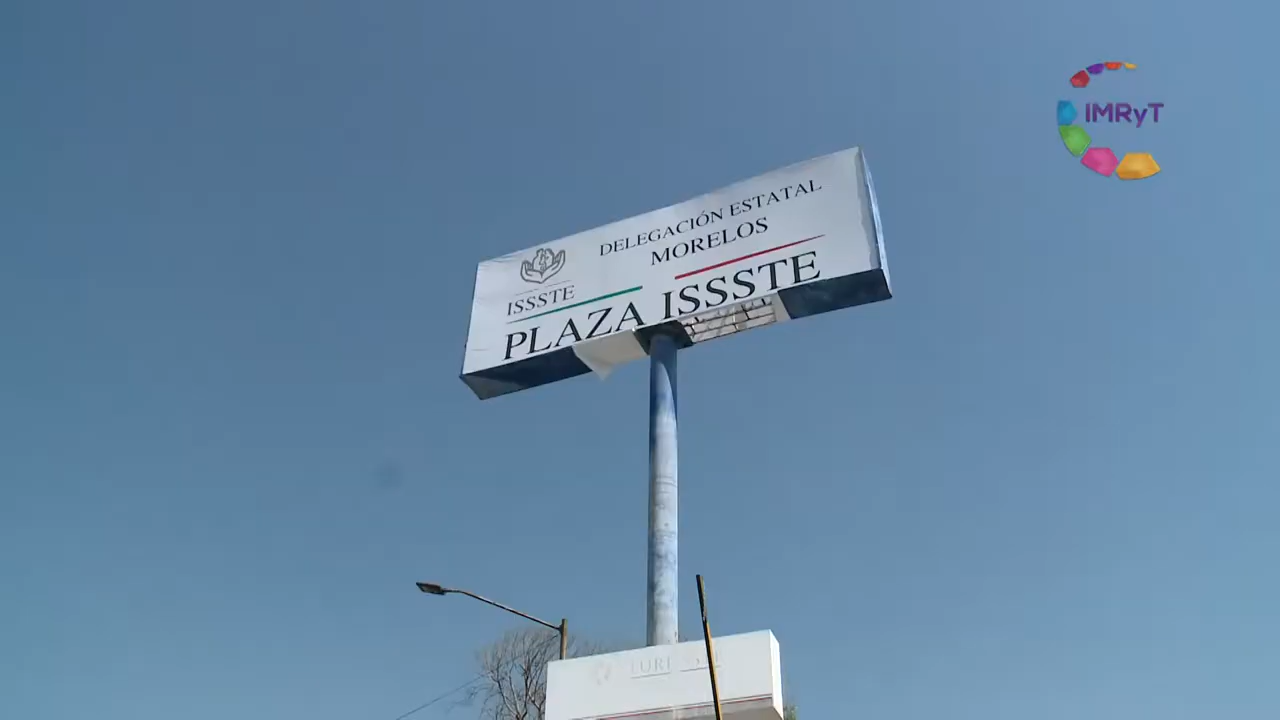 IMRyT
DELEGACIÓN ESTATAL
MORELOS
ISSSTE
PLAZA ISSSTE